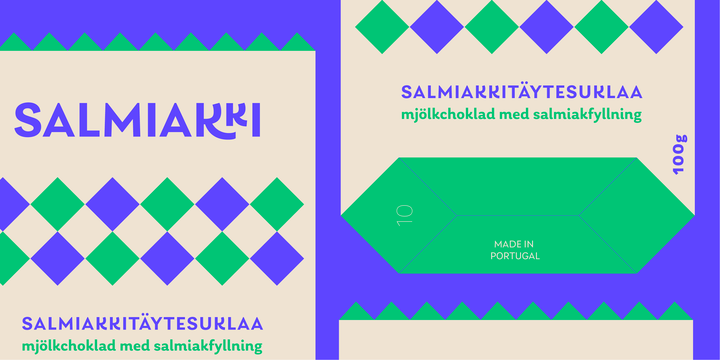 SALMIAKKI
SALMIAKKITÄYTESUKLAA
mjölkchoklad med salmiakfyllning
SALMIAKKITÄYTESUKLAA
mjölkchoklad med salmiakfyllning
100g
10
MADE IN
PORTUGAL